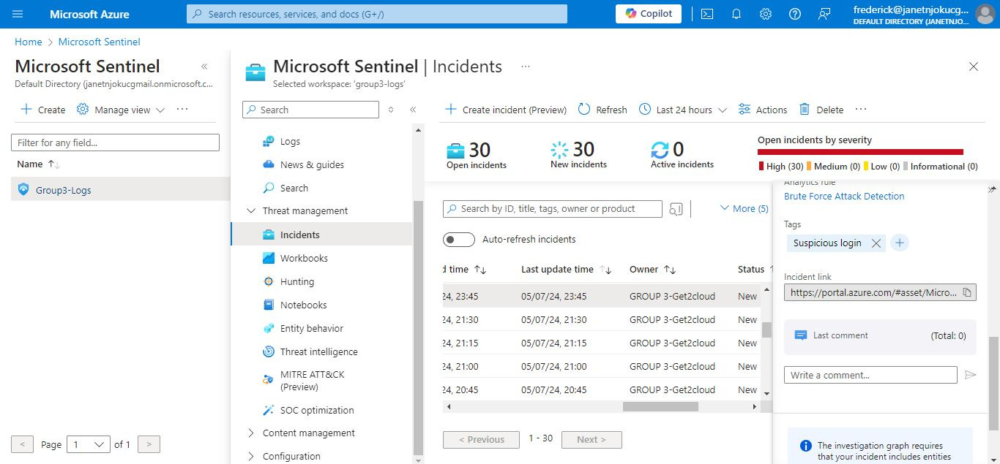 Microsoft Azure
Search resources, services, and docs (G+/)
Copilot
frederick@janetnjokucg...
DEFAULT DIRECTORY (JANETNJO...
Home > Microsoft Sentinel
Microsoft Sentinel
Default Directory (janetnjokucgmail.onmicrosoft.c...
Create
Manage view
Filter for any field...
Name
Group3-Logs
< Page 1 of 1 >
Microsoft Sentinel | Incidents
Selected workspace: 'group3-logs'
Search
Logs
News & guides
Search
Threat management
Incidents
Workbooks
Hunting
Notebooks
Entity behavior
Threat intelligence
MITRE ATT&CK
(Preview)
SOC optimization
Content management
Configuration
Create incident (Preview)
Refresh
Last 24 hours
Actions
Delete
30
Open incidents
30
New incidents
0
Active incidents
Open incidents by severity
High (30) Medium (0) Low (0) Informational (0)
Search by ID, title, tags, owner or product
More (5)
Auto-refresh incidents
d time Last update time Owner Status
24, 23:45 05/07/24, 23:45 GROUP 3-Get2cloud New
24, 21:30 05/07/24, 21:30 GROUP 3-Get2cloud New
24, 21:15 05/07/24, 21:15 GROUP 3-Get2cloud New
24, 21:00 05/07/24, 21:00 GROUP 3-Get2cloud New
24, 20:45 05/07/24, 20:45 GROUP 3-Get2cloud New
< Previous 1 - 30 Next >
Analytics rule
Brute Force Attack Detection
Tags
Suspicious login
Incident link
https://portal.azure.com/#asset/Micro...
Last comment (Total: 0)
Write a comment...
The investigation graph requires
that your incident includes entities